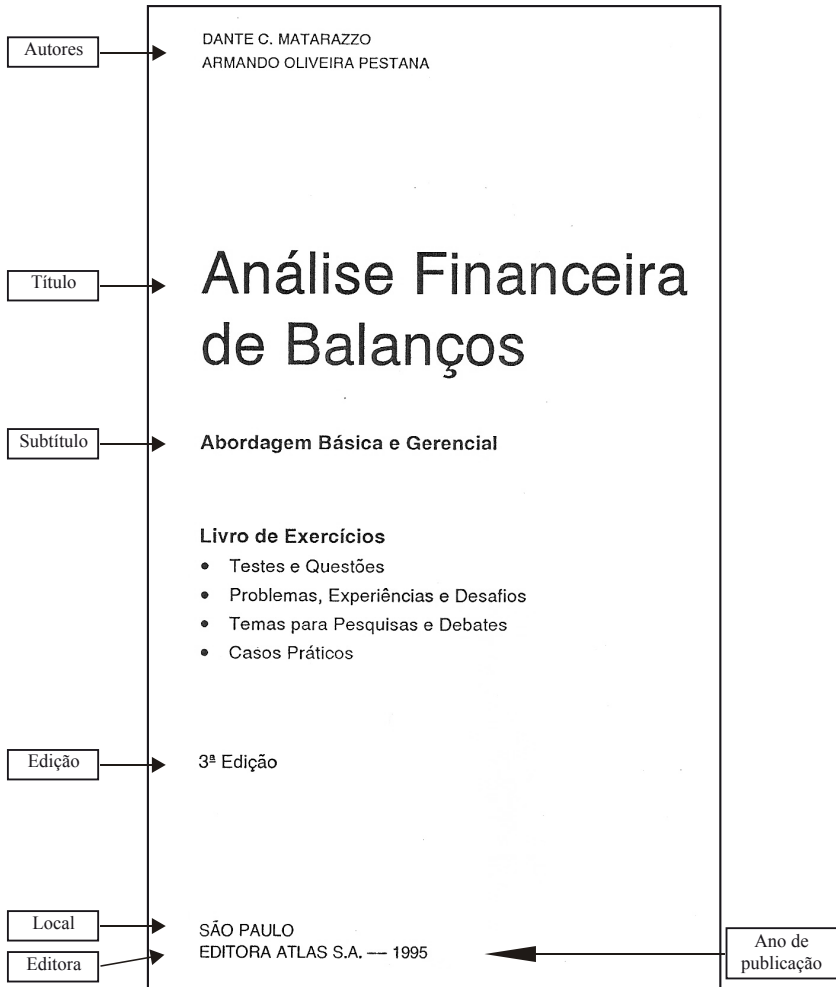 Autores
DANTE C. MATARAZZO
ARMANDO OLIVEIRA PESTANA
Título
Análise Financeira
de Balanços
Subtítulo
Abordagem Básica e Gerencial
Livro de Exercícios
• Testes e Questões
• Problemas, Experiências e Desafios
• Temas para Pesquisas e Debates
• Casos Práticos
Edição
3ª Edição
Local
SÃO PAULO
Editora
EDITORA ATLAS S.A. — 1995
Ano de
publicação